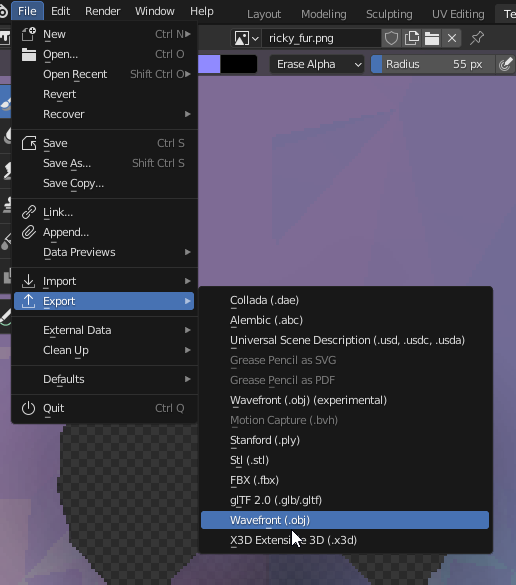 File Edit Render Window Help Layout Modeling Sculpting UV Editing
New Ctrl N
ricky_fur.png
Open... Ctrl O
Erase Alpha Radius 55 px
Open Recent Shift Ctrl O
Revert
Recover
Save Ctrl S
Save As... Shift Ctrl S
Save Copy...
Link...
Append...
Data Previews
Import
Export
External Data
Clean Up
Defaults
Quit Ctrl Q
Collada (.dae)
Alembic (.abc)
Universal Scene Description (.usd, .usdc, .usda)
Grease Pencil as SVG
Grease Pencil as PDF
Wavefront (.obj) (experimental)
Motion Capture (.bvh)
Stanford (.ply)
Stl (.stl)
FBX (.fbx)
glTF 2.0 (.glb/.gltf)
Wavefront (.obj)
X3D Extensible 3D (.x3d)